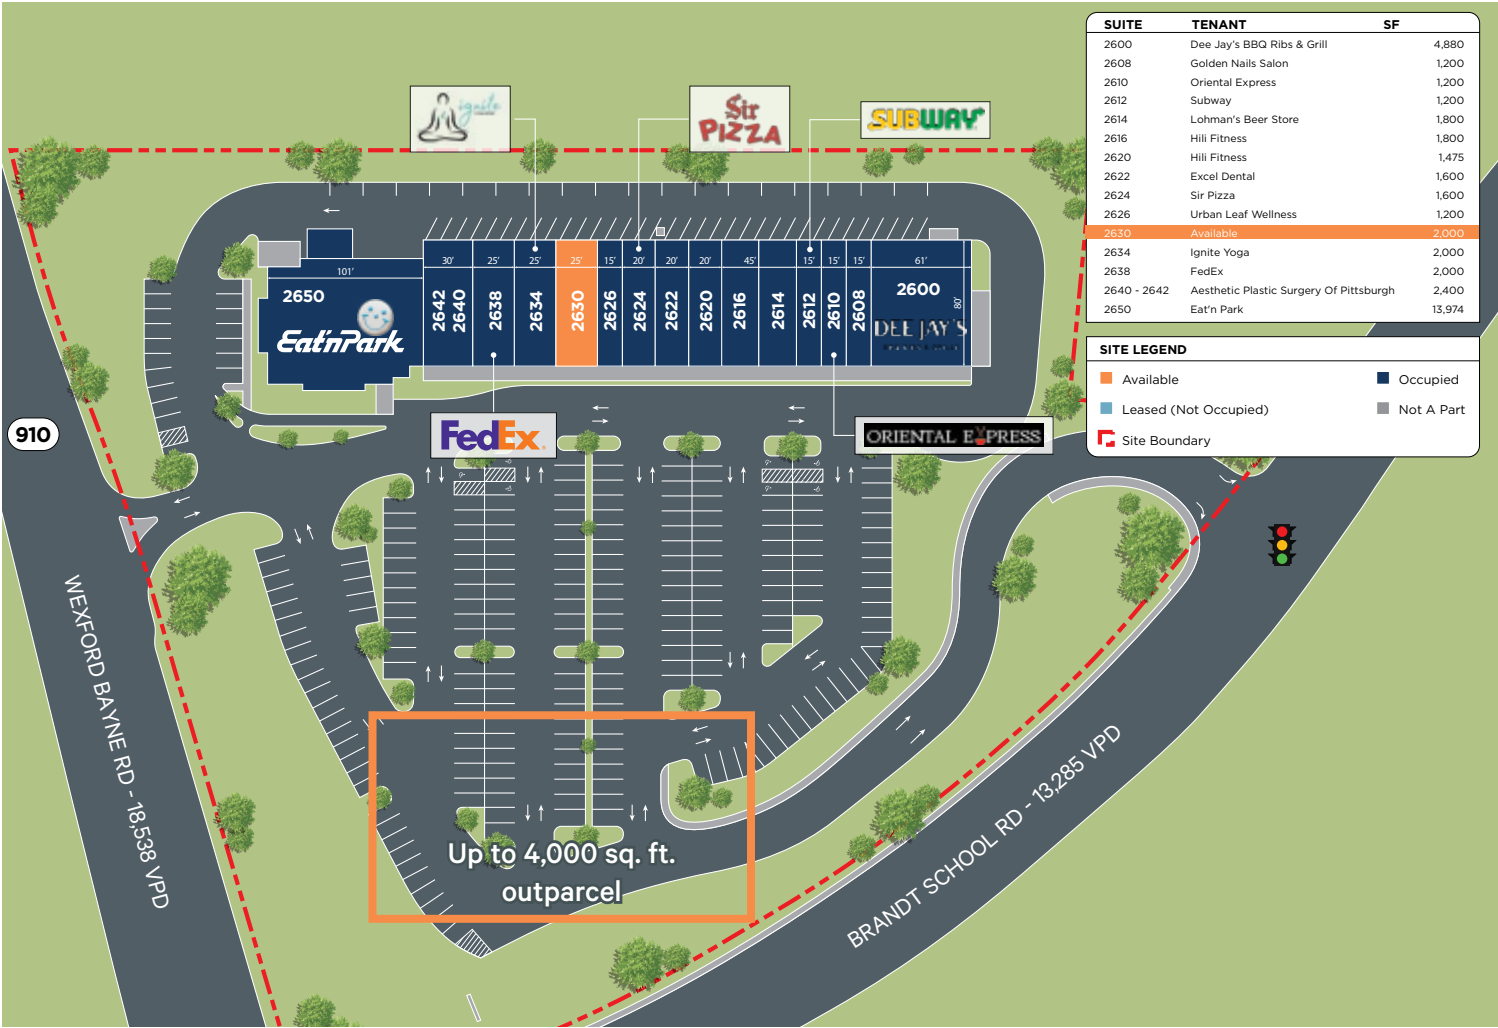 SUITE TENANT SF
2600 Dee Jay's BBQ Ribs & Grill 4,880
2608 Golden Nails Salon 1,200
2610 Oriental Express 1,200
2612 Subway 1,200
2614 Lohman's Beer Store 1,800
2616 Hili Fitness 1,800
2620 Hili Fitness 1,475
2622 Excel Dental 1,600
2624 Sir Pizza 1,600
2626 Urban Leaf Wellness 1,200
2630 Available 2,000
2634 Ignite Yoga 2,000
2638 FedEx 2,000
2640 - 2642 Aesthetic Plastic Surgery Of Pittsburgh 2,400
2650 Eat'n Park 13,974
SITE LEGEND
Available Occupied
Leased (Not Occupied) Not A Part
Site Boundary
ignite
Sir
PIZZA
SUBWAY
101' 30' 25' 25' 25' 15' 20' 20' 20' 45' 15' 15' 15' 61'
2650
Eat'nPark
2642
2640
2638
2634
2630
2626
2624
2622
2620
2616
2614
2612
2610
2608
2600
80'
DEE JAY'S
FedEx
ORIENTAL EXPRESS
910
WEXFORD BAYNE RD - 18,538 VPD
BRANDT SCHOOL RD - 13,285 VPD
Up to 4,000 sq. ft.
outparcel